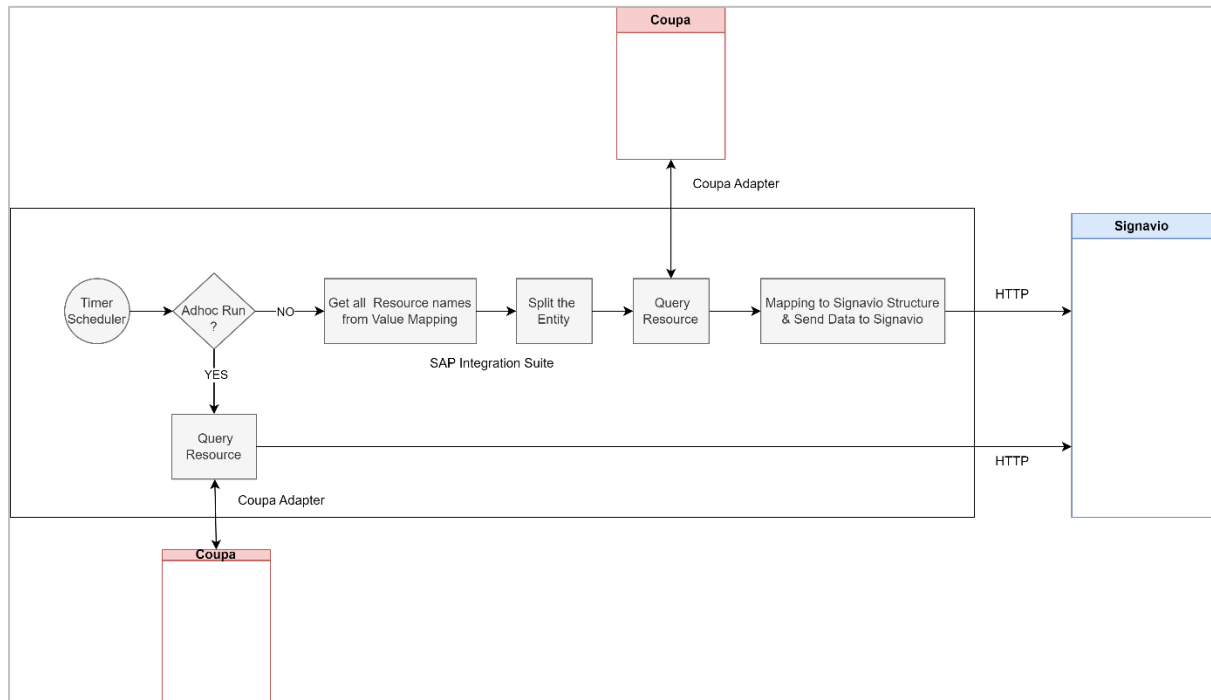 Coupa
Coupa Adapter
Signavio
Timer
Scheduler
Adhoc Run
?
NO
Get all Resource names
from Value Mapping
Split the
Entity
Query
Resource
Mapping to Signavio Structure
& Send Data to Signavio
HTTP
SAP Integration Suite
YES
Query
Resource
HTTP
Coupa Adapter
Coupa